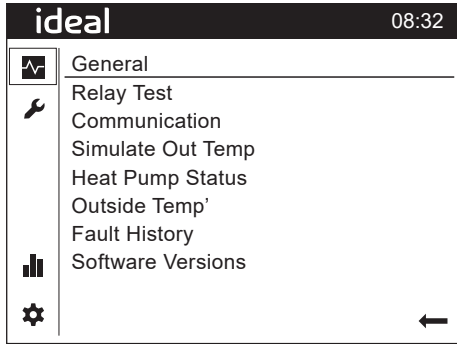 ideal 08:32
General
Relay Test
Communication
Simulate Out Temp
Heat Pump Status
Outside Temp’
Fault History
Software Versions